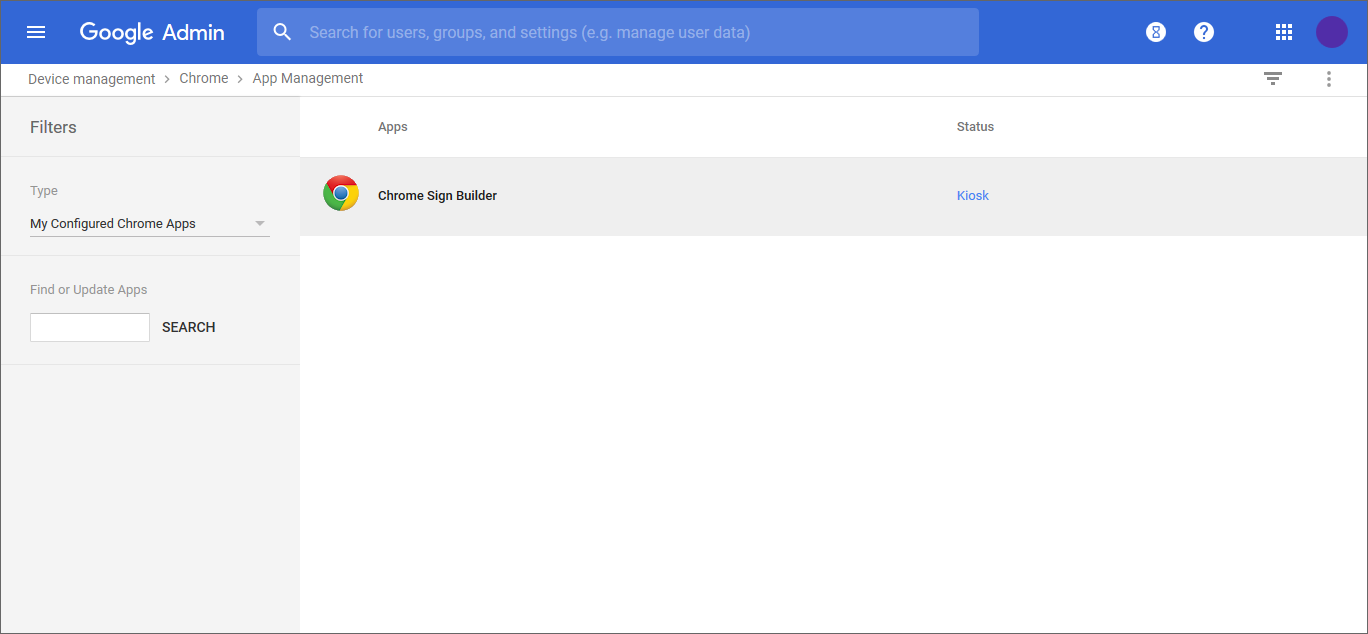 Google Admin
Search for users, groups, and settings (e.g. manage user data)
Device management > Chrome > App Management
Filters
Apps
Status
Type
My Configured Chrome Apps
Chrome Sign Builder
Kiosk
Find or Update Apps
SEARCH